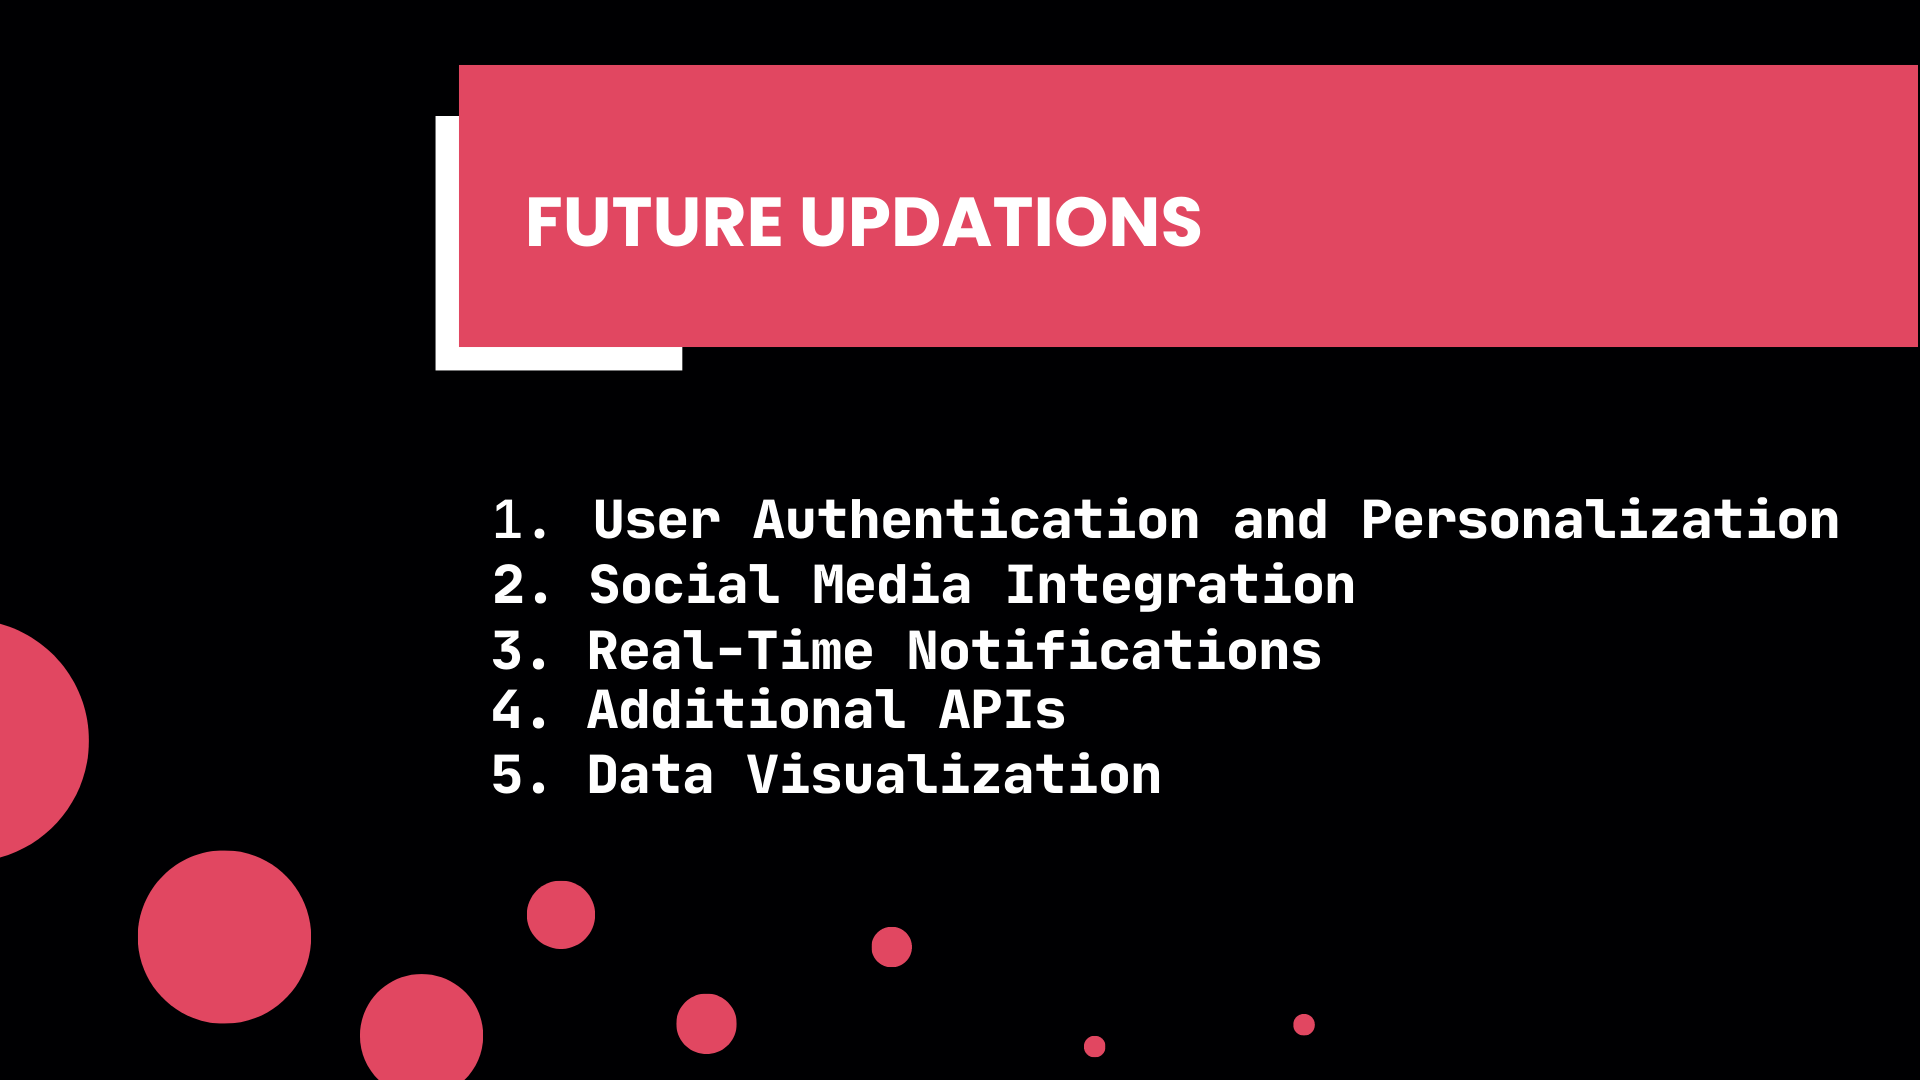 FUTURE UPDATIONS
1. User Authentication and Personalization
2. Social Media Integration
3. Real-Time Notifications
4. Additional APIs
5. Data Visualization